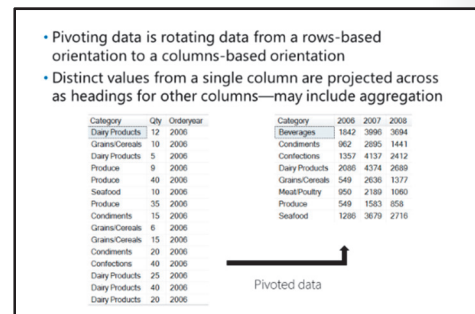 • Pivoting data is rotating data from a rows-based
orientation to a columns-based orientation
• Distinct values from a single column are projected across
as headings for other columns—may include aggregation
Category Qty Orderyear
Dairy Products 12 2006
Grains/Cereals 10 2006
Dairy Products 5 2006
Produce 9 2006
Produce 40 2006
Seafood 10 2006
Produce 35 2006
Condiments 15 2006
Grains/Cereals 6 2006
Grains/Cereals 15 2006
Condiments 20 2006
Confections 40 2006
Dairy Products 25 2006
Dairy Products 40 2006
Dairy Products 20 2006
Category 2006 2007 2008
Beverages 1842 3996 3694
Condiments 962 2895 1441
Confections 1357 4137 2412
Dairy Products 2086 4374 2689
Grains/Cereals 549 2636 1377
Meat/Poultry 950 2189 1060
Produce 549 1583 858
Seafood 1286 3679 2716
Pivoted data